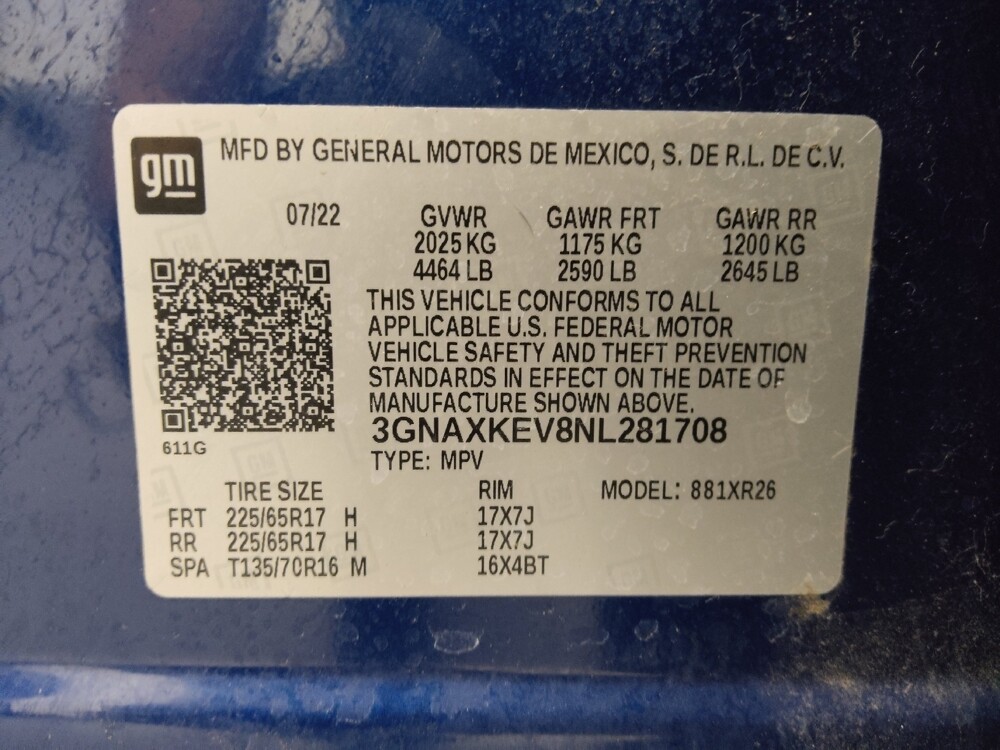 gm
MFD BY GENERAL MOTORS DE MEXICO, S. DE R.L. DE C.V.
07/22 GVWR GAWR FRT GAWR RR
2025 KG 1175 KG 1200 KG
4464 LB 2590 LB 2645 LB
THIS VEHICLE CONFORMS TO ALL
APPLICABLE U.S. FEDERAL MOTOR
VEHICLE SAFETY AND THEFT PREVENTION
STANDARDS IN EFFECT ON THE DATE OF
MANUFACTURE SHOWN ABOVE.
3GNAXKEV8NL281708
611G
TYPE: MPV
TIRE SIZE RIM MODEL: 881XR26
FRT 225/65R17 H 17X7J
RR 225/65R17 H 17X7J
SPA T135/70R16 M 16X4BT